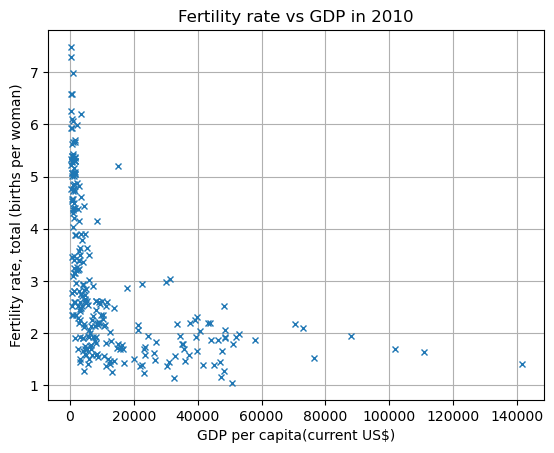 Fertility rate vs GDP in 2010
Fertility rate, total (births per woman)
7
6
5
4
3
2
1
0 20000 40000 60000 80000 100000 120000 140000
GDP per capita(current US$)